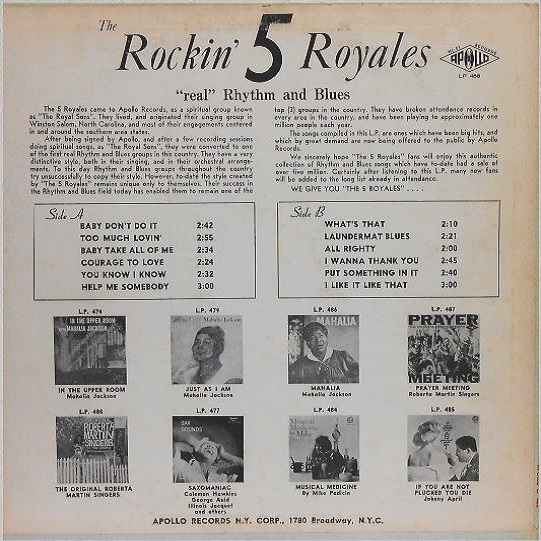 The Rockin' 5 Royales
HI-FI RECORDS
APOLLO
LP 488
"real" Rhythm and Blues
The 5 Royales came to Apollo Records, as a spiritual group known
as "The Royal Sons". They lived, and originated their singing group in
Winston Salem, North Carolina, and most of their engagements centered
in and around the southern area states.
After being signed by Apollo, and after a few recording sessions
doing spiritual songs, as "The Royal Sons", they were converted to one
of the first real Rhythm and Blues groups in this country. They have a very
distinctive style, both in their singing, and in their orchestral arrange-
ments. To this day Rhythm and Blues groups throughout the country
try unsuccessfully to copy their style. However, to-date the style created
by "The 5 Royales" remains unique only to themselves. Their success in
the Rhythm and Blues field today has enabled them to remain one of the
top [3] groups in the country. They have broken attendance records in
every area in the country, and have been playing to approximately one
million people each year.
The songs compiled in this L.P. are ones which have been big hits, and
which by great demand are now being offered to the public by Apollo
Records.
We sincerely hope "The 5 Royales" fans will enjoy this authentic
collection of Rhythm and Blues songs which have to-date had a sale of
over five million. Certainly after listening to this L.P. many new fans
will be added to the long list already in attendance.
WE GIVE YOU "THE 5 ROYALES" . . . .
Side A
BABY DON'T DO IT 2:42
TOO MUCH LOVIN' 2:55
BABY TAKE ALL OF ME 2:34
COURAGE TO LOVE 2:24
YOU KNOW I KNOW 2:32
HELP ME SOMEBODY 3:00
Side B
WHAT'S THAT 2:10
LAUNDERMAT BLUES 2:21
ALL RIGHTY 2:00
I WANNA THANK YOU 2:45
PUT SOMETHING IN IT 2:40
I LIKE IT LIKE THAT 3:00
L.P. 474
IN THE UPPER ROOM
MAHALIA JACKSON
IN THE UPPER ROOM
Mahalia Jackson
L.P. 479
Mahalia Jackson
JUST AS I AM
Mahalia Jackson
L.P. 486
MAHALIA
MAHALIA
Mahalia Jackson
L.P. 487
PRAYER
MEETING
PRAYER MEETING
Roberta Martin Singers
L.P. 480
ROBERTA
MARTIN
SINGERS
THE ORIGINAL ROBERTA
MARTIN SINGERS
L.P. 477
SAX
SOUNDS
SAXOMANIAC
Coleman Hawkins
George Auld
Illinois Jacquet
and others
L.P. 484
Musical
Medicine
by Mike
MUSICAL MEDICINE
By Mike Pedicin
L.P. 485
IF YOU ARE NOT
PLUCKED YOU DIE
Johnny April
APOLLO RECORDS N.Y. CORP., 1780 Broadway, N.Y.C.